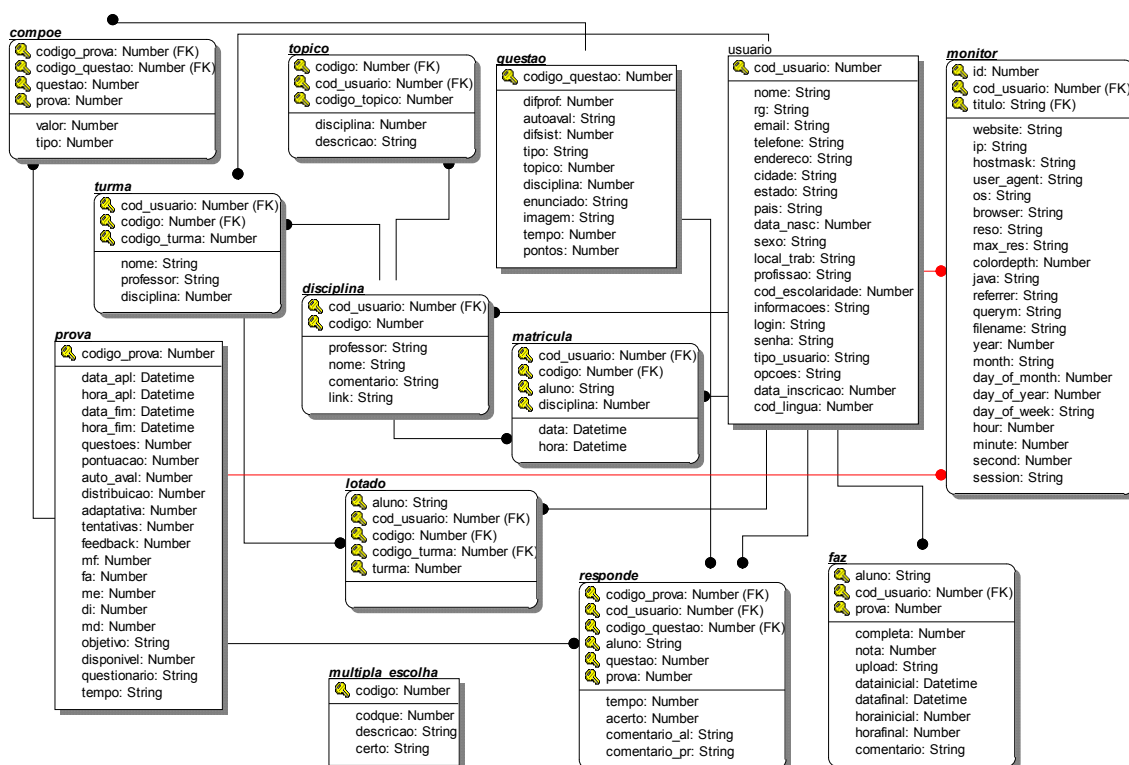 compoe
codigo_prova: Number (FK)
codigo_questao: Number (FK)
questao: Number
prova: Number
valor: Number
tipo: Number
topico
codigo: Number (FK)
cod_usuario: Number (FK)
codigo_topico: Number
disciplina: Number
descricao: String
questao
codigo_questao: Number
difprof: Number
autoaval: String
difsist: Number
tipo: String
topico: Number
disciplina: Number
enunciado: String
imagem: String
tempo: Number
pontos: Number
usuario
cod_usuario: Number
nome: String
rg: String
email: String
telefone: String
endereco: String
cidade: String
estado: String
pais: String
data_nasc: Number
sexo: String
local_trab: String
profissao: String
cod_escolaridade: Number
informacoes: String
login: String
senha: String
tipo_usuario: String
opcoes: String
data_inscricao: Number
cod_lingua: Number
monitor
id: Number
cod_usuario: Number (FK)
titulo: String (FK)
website: String
ip: String
hostmask: String
user_agent: String
os: String
browser: String
reso: String
max_res: String
colordepth: Number
java: String
referrer: String
querym: String
filename: String
year: Number
month: String
day_of_month: Number
day_of_year: Number
day_of_week: String
hour: Number
minute: Number
second: Number
session: String
turma
cod_usuario: Number (FK)
codigo: Number (FK)
codigo_turma: Number
nome: String
professor: String
disciplina: Number
disciplina
cod_usuario: Number (FK)
codigo: Number
professor: String
nome: String
comentario: String
link: String
matricula
cod_usuario: Number (FK)
codigo: Number (FK)
aluno: String
disciplina: Number
data: Datetime
hora: Datetime
prova
codigo_prova: Number
data_apl: Datetime
hora_apl: Datetime
data_fim: Datetime
hora_fim: Datetime
questoes: Number
pontuacao: Number
auto_aval: Number
distribuicao: Number
adaptativa: Number
tentativas: Number
feedback: Number
mf: Number
fa: Number
me: Number
di: Number
md: Number
objetivo: String
disponivel: Number
questionario: String
tempo: String
lotado
aluno: String
cod_usuario: Number (FK)
codigo: Number (FK)
codigo_turma: Number (FK)
turma: Number
multipla_escolha
codigo: Number
codque: Number
descricao: String
certo: String
responde
codigo_prova: Number (FK)
cod_usuario: Number (FK)
codigo_questao: Number (FK)
aluno: String
questao: Number
prova: Number
tempo: Number
acerto: Number
comentario_al: String
comentario_pr: String
faz
aluno: String
cod_usuario: Number (FK)
prova: Number
completa: Number
nota: Number
upload: String
datainicial: Datetime
datafinal: Datetime
horainicial: Number
horafinal: Number
comentario: String